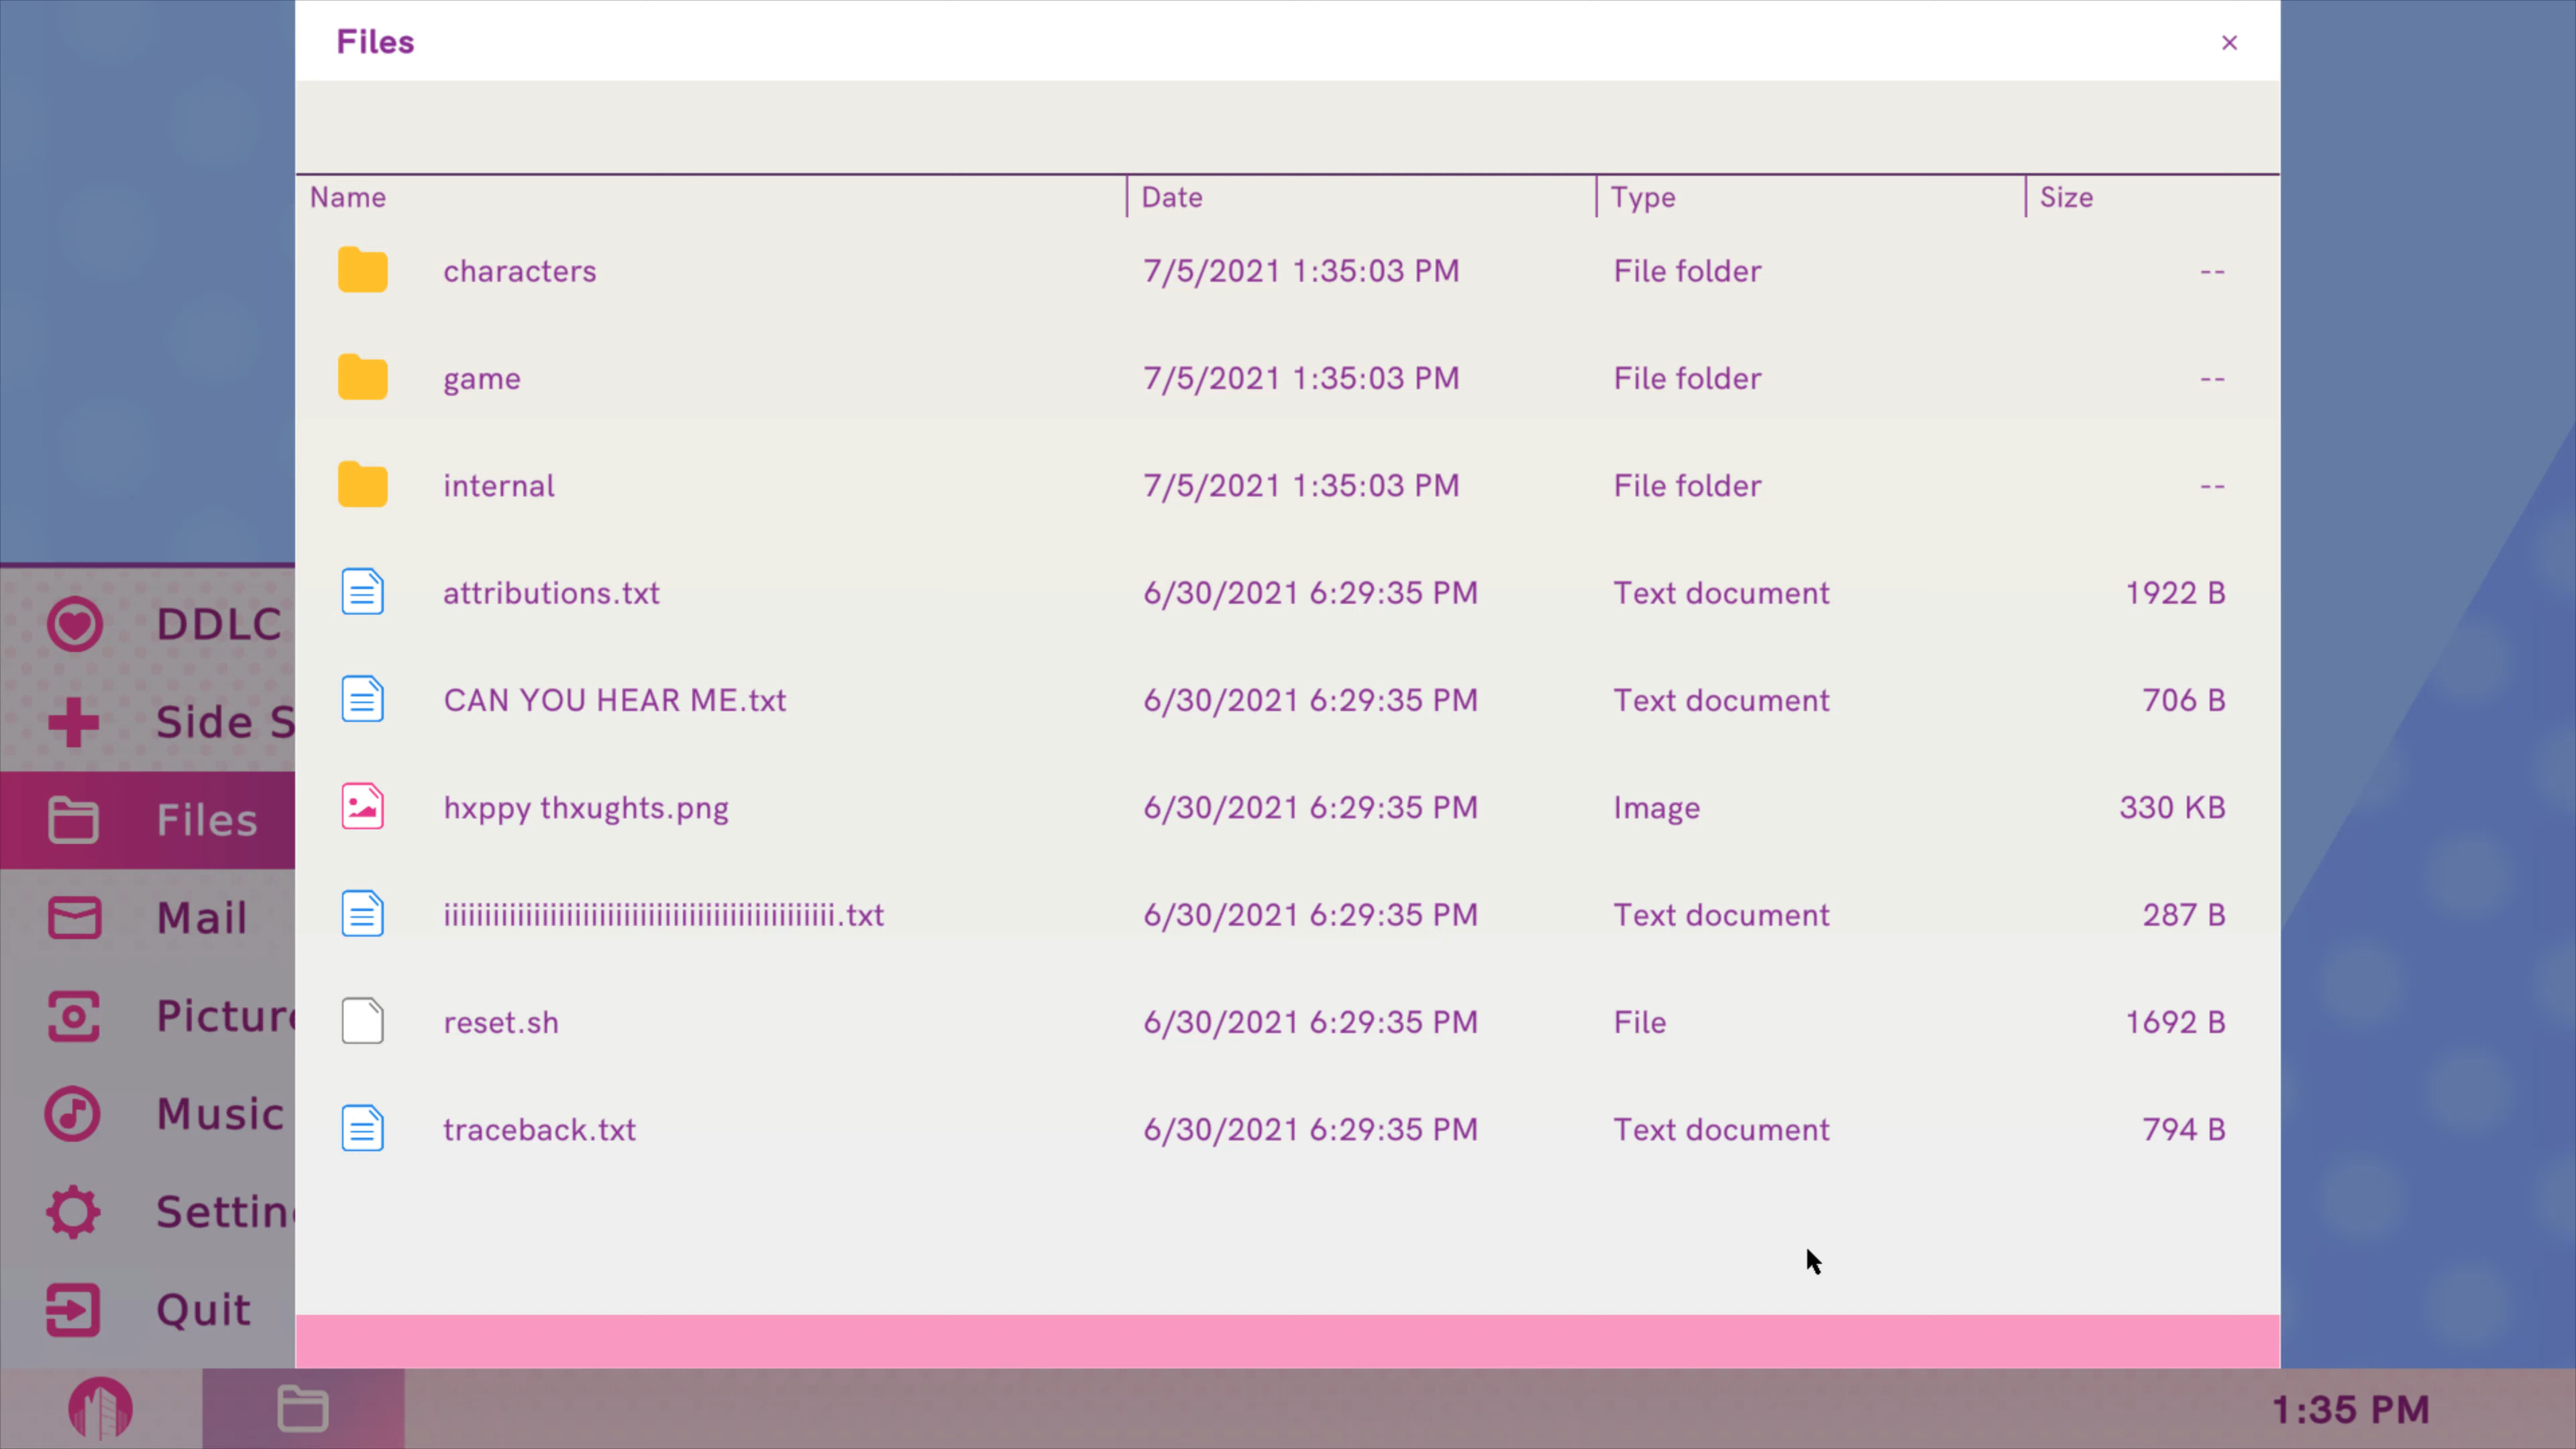 Files
Name Date Type Size
characters 7/5/2021 1:35:03 PM File folder --
game 7/5/2021 1:35:03 PM File folder --
internal 7/5/2021 1:35:03 PM File folder --
attributions.txt 6/30/2021 6:29:35 PM Text document 1922 B
CAN YOU HEAR ME.txt 6/30/2021 6:29:35 PM Text document 706 B
hxppy thxughts.png 6/30/2021 6:29:35 PM Image 330 KB
6/30/2021 6:29:35 PM Text document 287 B
reset.sh 6/30/2021 6:29:35 PM File 1692 B
traceback.txt 6/30/2021 6:29:35 PM Text document 794 B
DDLC
Side S
Files
Mail
Picture
Music
Settin
Quit
1:35 PM